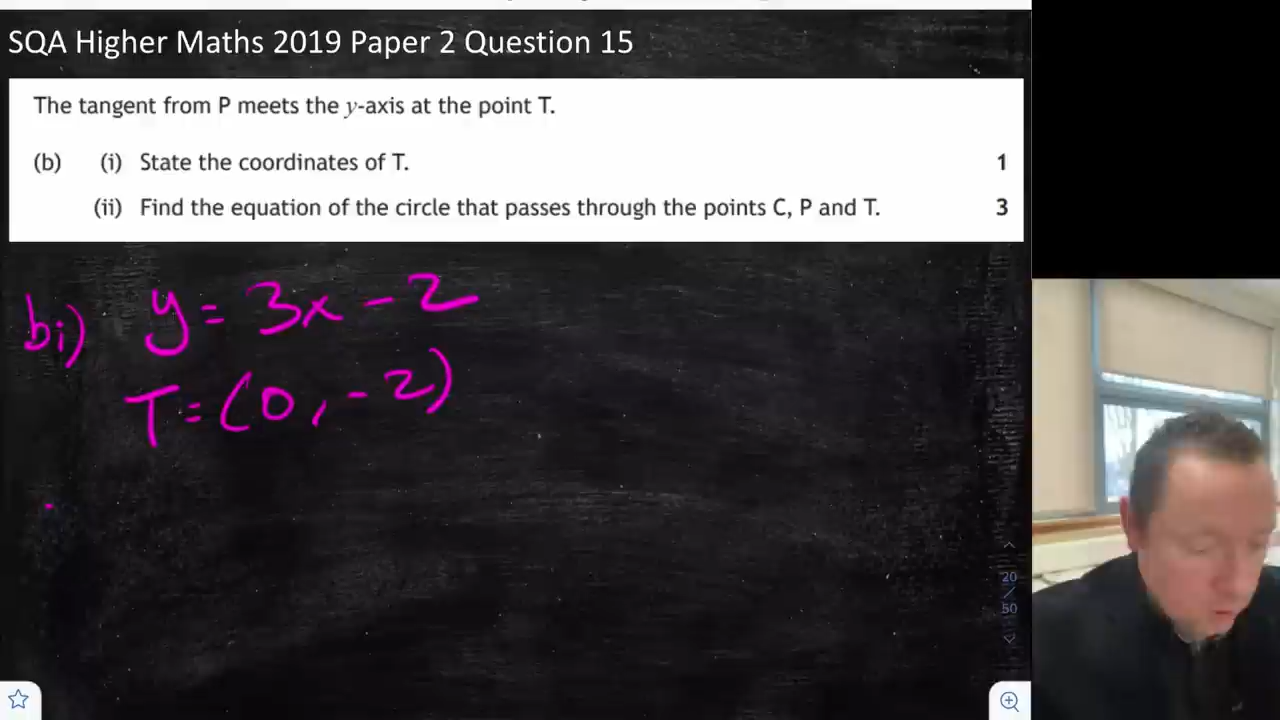 SQA Higher Maths 2019 Paper 2 Question 15
The tangent from P meets the y-axis at the point T.
(b) (i) State the coordinates of T. 1
(ii) Find the equation of the circle that passes through the points C, P and T. 3
bi) y = 3x - 2
T = (0, -2)
20
/
50